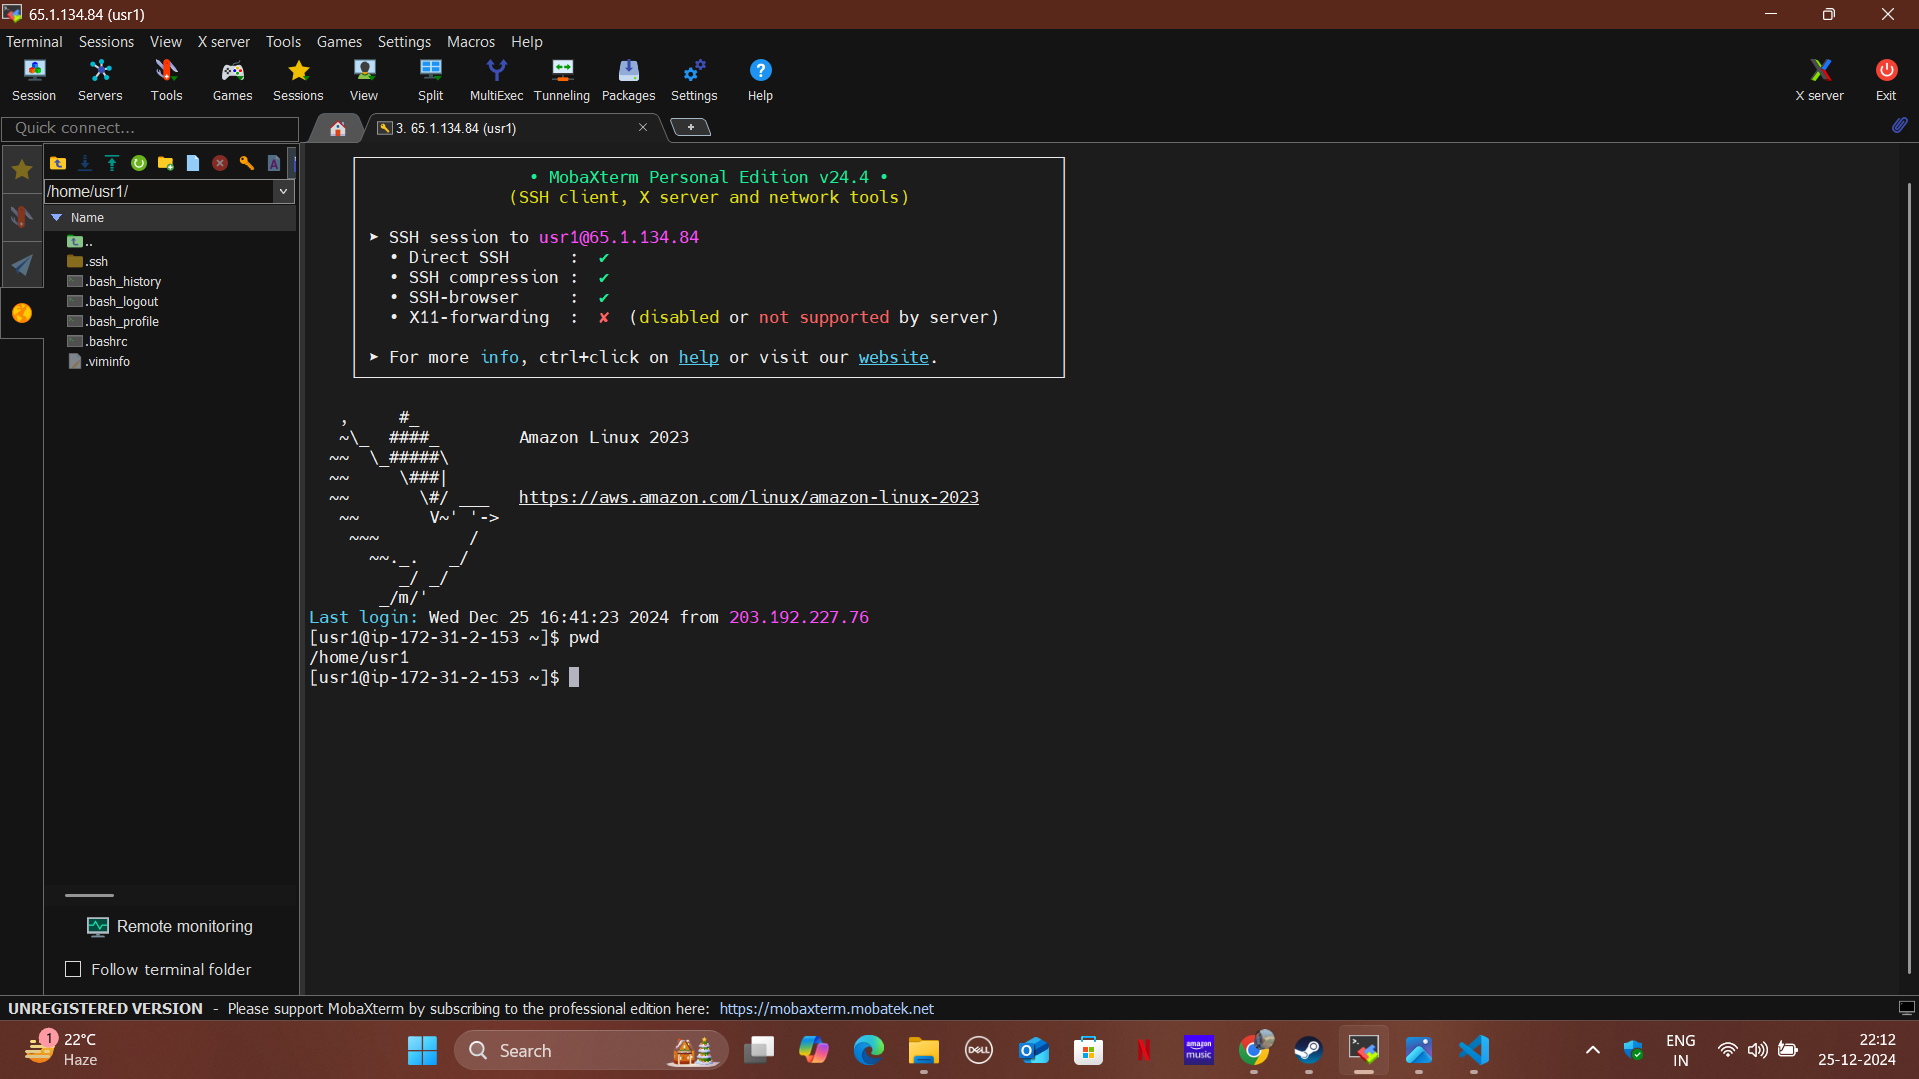 65.1.134.84 (usr1)
Terminal Sessions View X server Tools Games Settings Macros Help
Session Servers Tools Games Sessions View Split MultiExec Tunneling Packages Settings Help X server Exit
Quick connect...
3. 65.1.134.84 (usr1)
/home/usr1/
Name
..
.ssh
.bash_history
.bash_logout
.bash_profile
.bashrc
.viminfo
Remote monitoring
Follow terminal folder
• MobaXterm Personal Edition v24.4 •
(SSH client, X server and network tools)
➤ SSH session to usr1@65.1.134.84
• Direct SSH : ✔
• SSH compression : ✔
• SSH-browser : ✔
• X11-forwarding : ✘ (disabled or not supported by server)
➤ For more info, ctrl+click on help or visit our website.
   ,     #_
   ~\_  ####_        Amazon Linux 2023
  ~~  \_#####\
  ~~     \###|
  ~~       \#/ ___   https://aws.amazon.com/linux/amazon-linux-2023
   ~~       V~' '->
    ~~~         /
      ~~._.   _/
         _/ _/
       _/m/'
Last login: Wed Dec 25 16:41:23 2024 from 203.192.227.76
[usr1@ip-172-31-2-153 ~]$ pwd
/home/usr1
[usr1@ip-172-31-2-153 ~]$
UNREGISTERED VERSION - Please support MobaXterm by subscribing to the professional edition here: https://mobaxterm.mobatek.net
1
22°C
Haze
Search
DELL
amazon
music
ENG
IN
22:12
25-12-2024